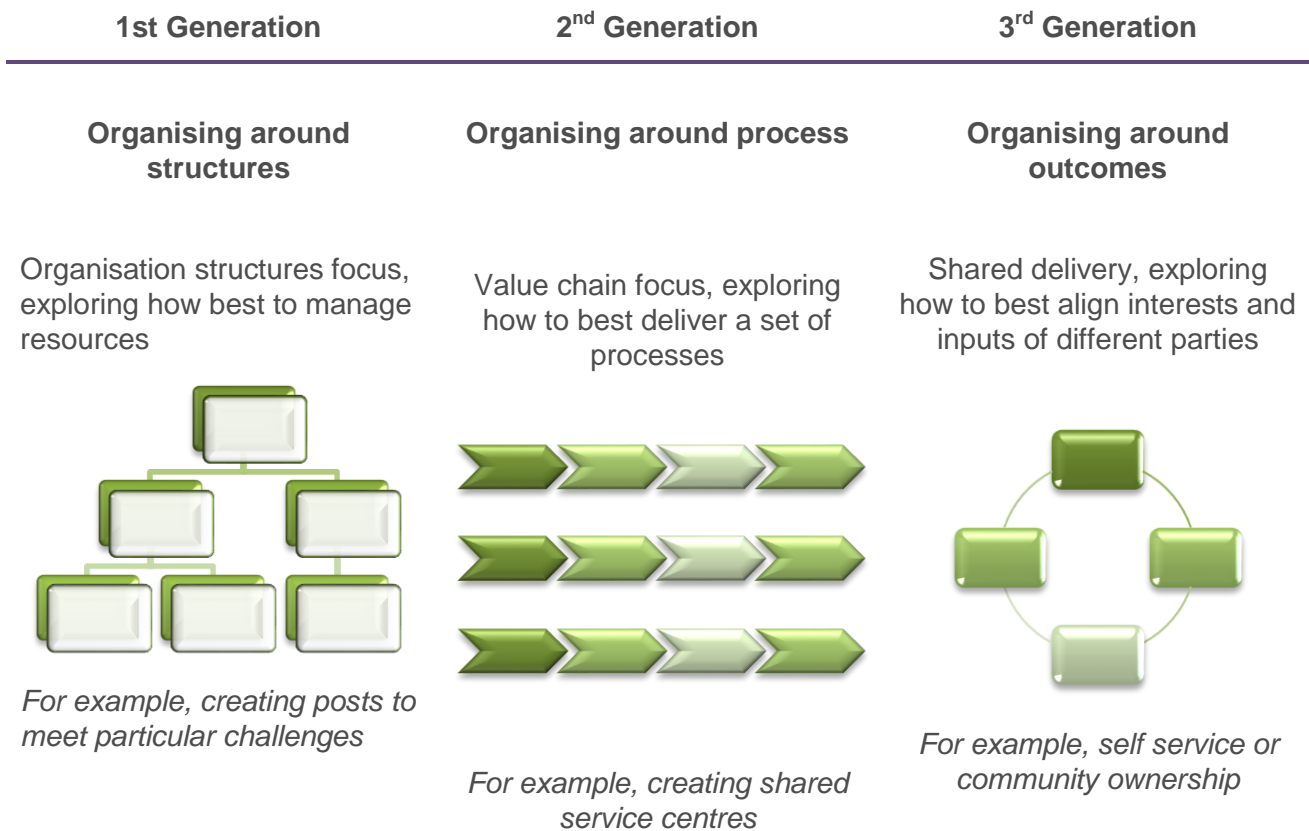 1st Generation
2nd Generation
3rd Generation
Organising around
structures
Organising around process
Organising around
outcomes
Organisation structures focus,
exploring how best to manage
resources
Value chain focus, exploring
how to best deliver a set of
processes
Shared delivery, exploring
how to best align interests and
inputs of different parties
For example, creating posts to
meet particular challenges
For example, creating shared
service centres
For example, self service or
community ownership